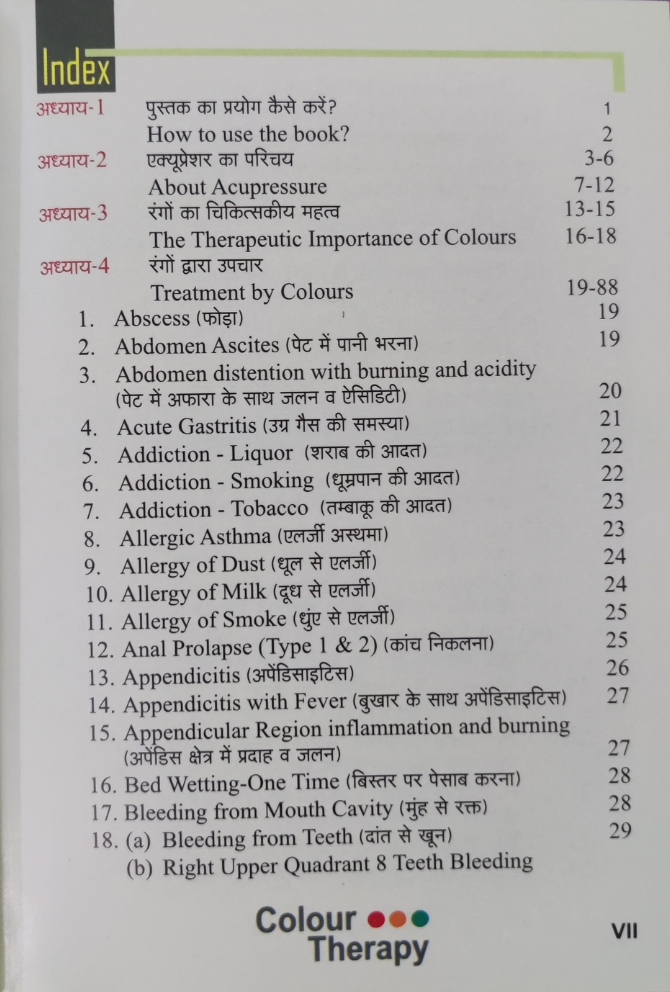 Index
अध्याय-1 पुस्तक का प्रयोग कैसे करें? 1
How to use the book? 2
अध्याय-2 एक्यूप्रेशर का परिचय 3-6
About Acupressure 7-12
अध्याय-3 रंगों का चिकित्सकीय महत्व 13-15
The Therapeutic Importance of Colours 16-18
अध्याय-4 रंगों द्वारा उपचार
Treatment by Colours 19-88
1. Abscess (फोड़ा) 19
2. Abdomen Ascites (पेट में पानी भरना) 19
3. Abdomen distention with burning and acidity
(पेट में अफारा के साथ जलन व ऐसिडिटी) 20
4. Acute Gastritis (उग्र गैस की समस्या) 21
5. Addiction - Liquor (शराब की आदत) 22
6. Addiction - Smoking (धूम्रपान की आदत) 22
7. Addiction - Tobacco (तम्बाकू की आदत) 23
8. Allergic Asthma (एलर्जी अस्थमा) 23
9. Allergy of Dust (धूल से एलर्जी) 24
10. Allergy of Milk (दूध से एलर्जी) 24
11. Allergy of Smoke (धुंए से एलर्जी) 25
12. Anal Prolapse (Type 1 & 2) (कांच निकलना) 25
13. Appendicitis (अपेंडिसाइटिस) 26
14. Appendicitis with Fever (बुखार के साथ अपेंडिसाइटिस) 27
15. Appendicular Region inflammation and burning
(अपेंडिस क्षेत्र में प्रदाह व जलन) 27
16. Bed Wetting-One Time (बिस्तर पर पेसाब करना) 28
17. Bleeding from Mouth Cavity (मुंह से रक्त) 28
18. (a) Bleeding from Teeth (दांत से खून) 29
(b) Right Upper Quadrant 8 Teeth Bleeding
Colour
Therapy
VII